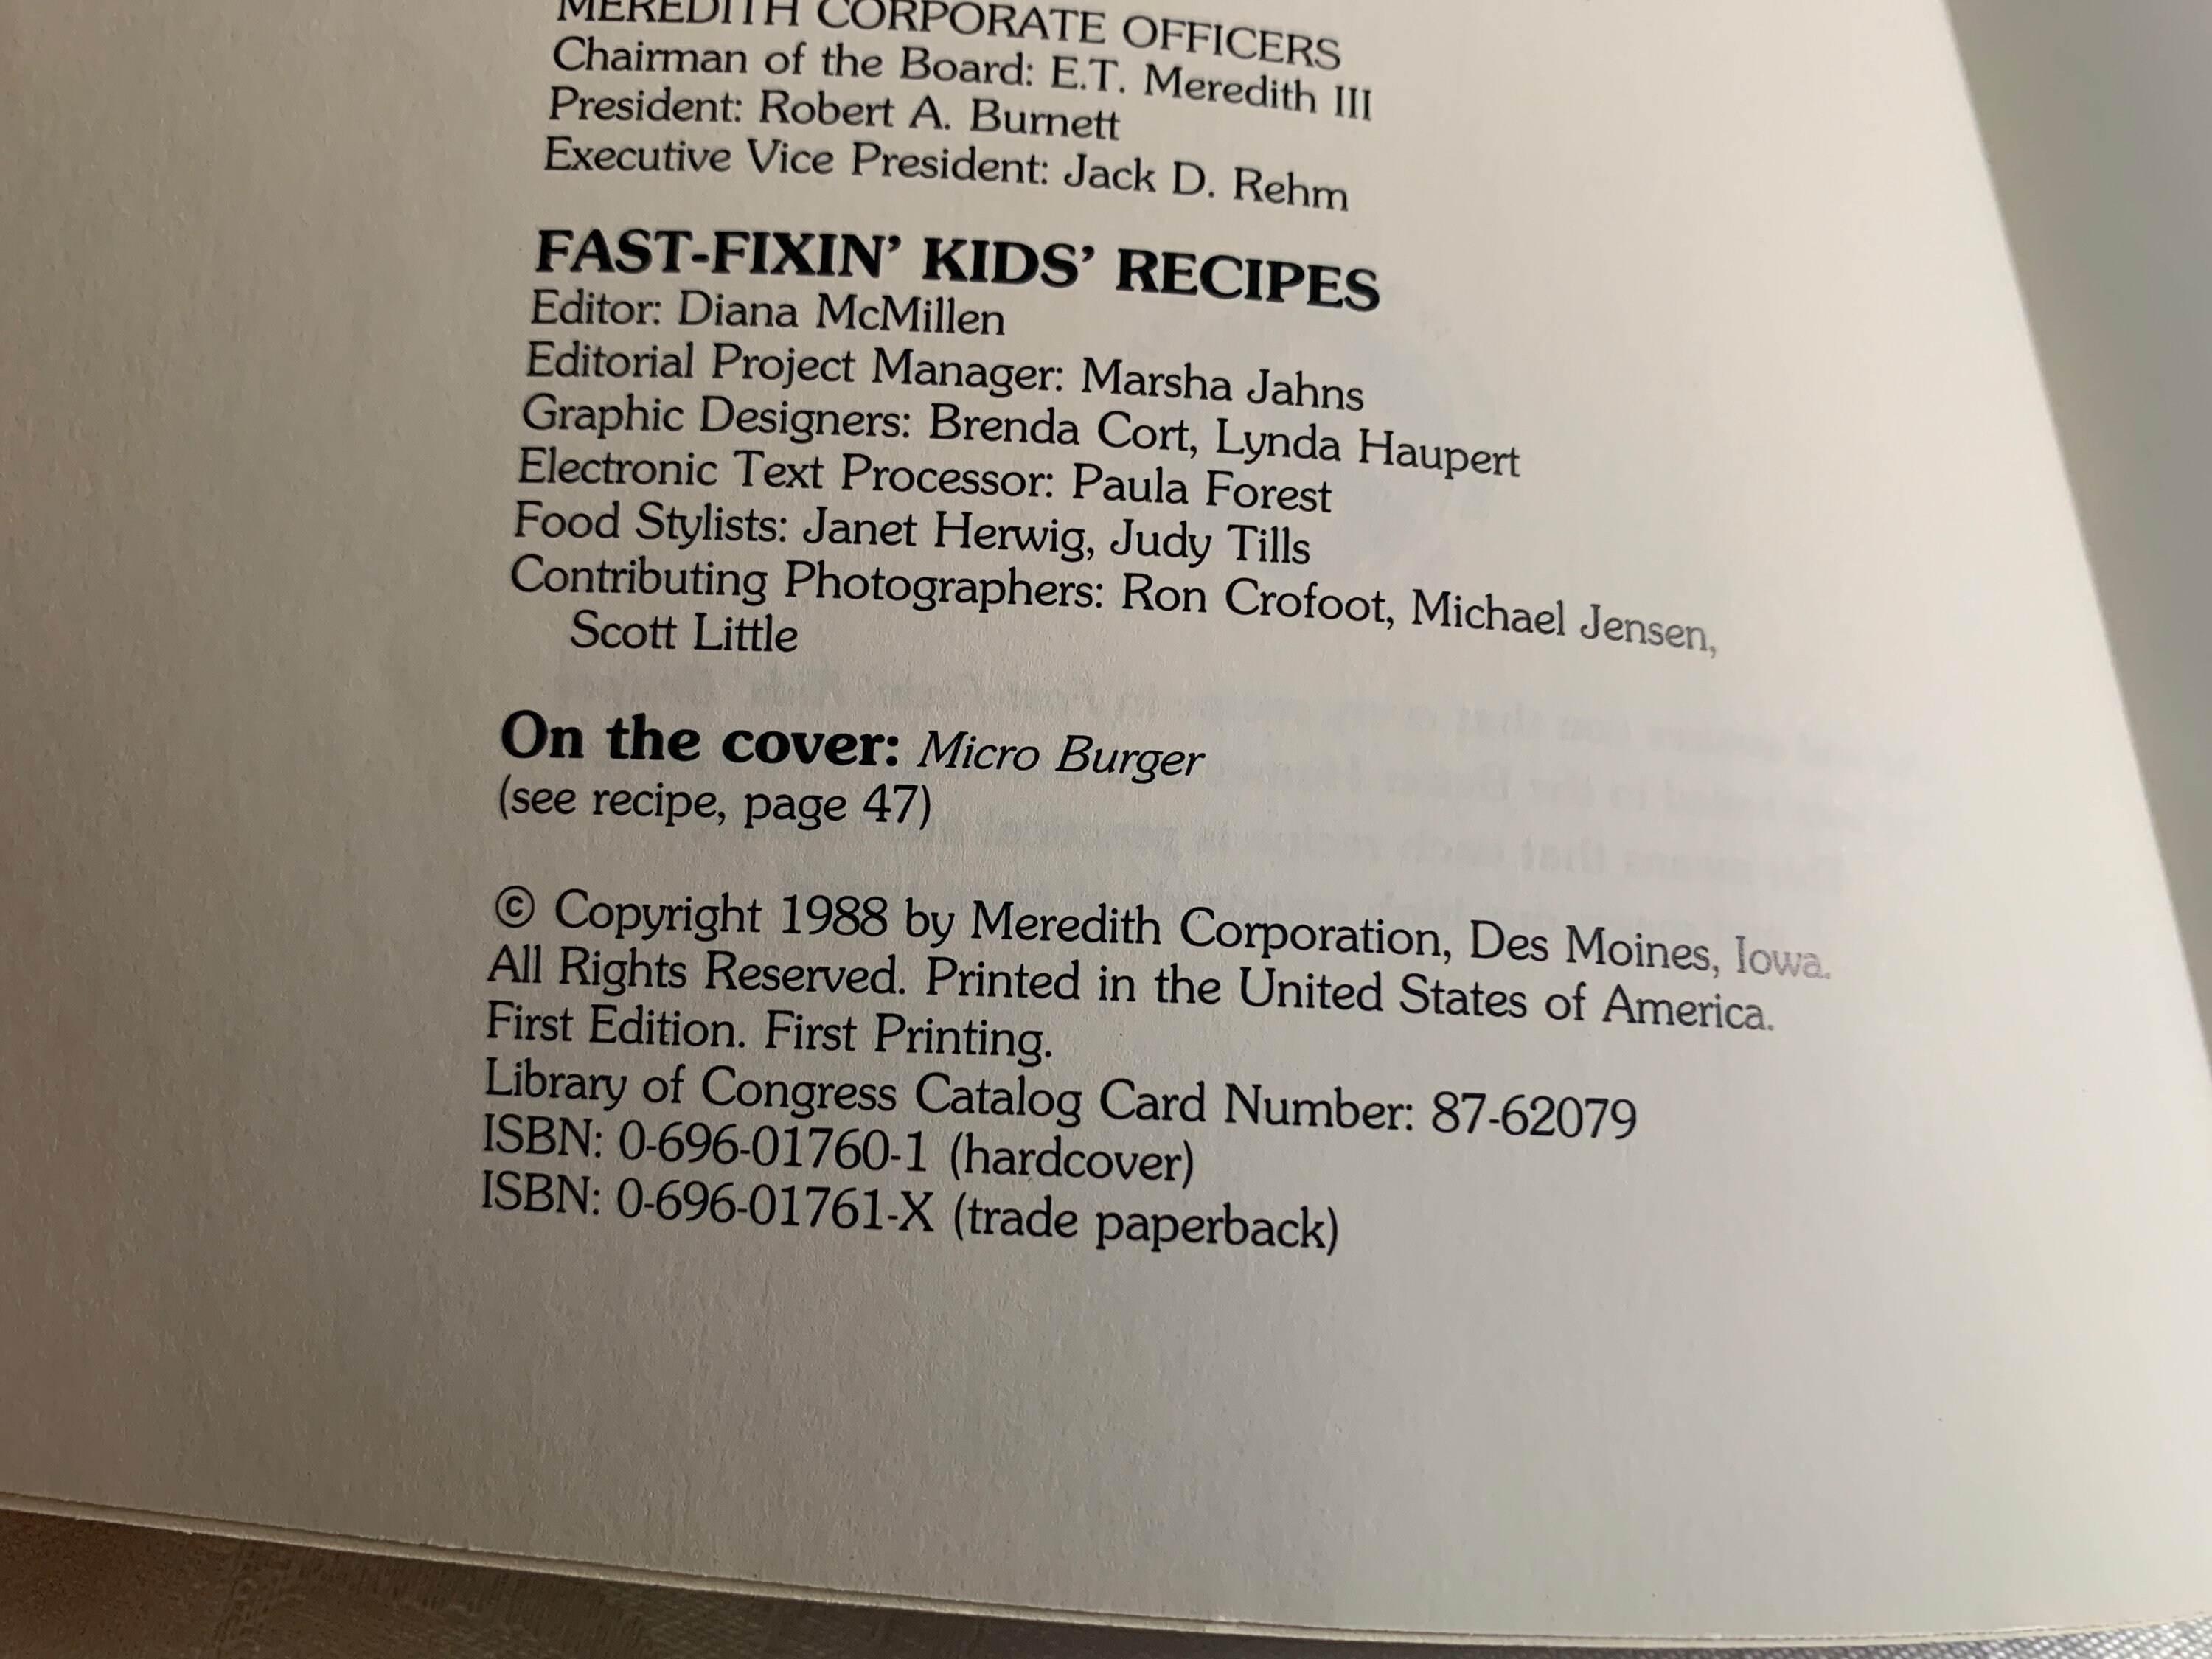 MEREDITH CORPORATE OFFICERS
Chairman of the Board: E.T. Meredith III
President: Robert A. Burnett
Executive Vice President: Jack D. Rehm
FAST-FIXIN’ KIDS’ RECIPES
Editor: Diana McMillen
Editorial Project Manager: Marsha Jahns
Graphic Designers: Brenda Cort, Lynda Haupert
Electronic Text Processor: Paula Forest
Food Stylists: Janet Herwig, Judy Tills
Contributing Photographers: Ron Crofoot, Michael Jensen,
Scott Little
On the cover: Micro Burger
(see recipe, page 47)
© Copyright 1988 by Meredith Corporation, Des Moines, Iowa.
All Rights Reserved. Printed in the United States of America.
First Edition. First Printing.
Library of Congress Catalog Card Number: 87-62079
ISBN: 0-696-01760-1 (hardcover)
ISBN: 0-696-01761-X (trade paperback)